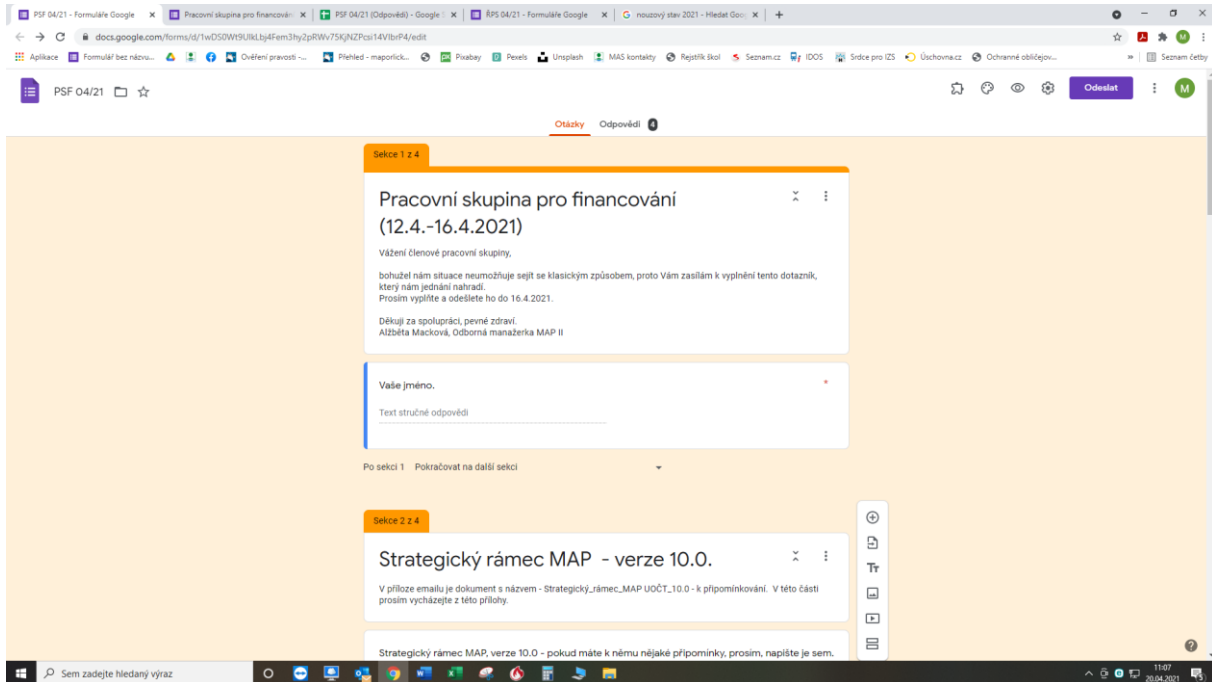 PSF 04/21 - Formuláře Google
Pracovní skupina pro financován
PSF 04/21 (Odpovědi) - Google
ŘPS 04/21 - Formuláře Google
nouzový stav 2021 - Hledat Goo
docs.google.com/forms/d/1wDS0Wt9UlkLbj4Fem3hy2pRWv75KjNZPcsi14VIbrP4/edit
Aplikace Formulář bez názvu... Ověření pravosti -... Přehled - maporlick... Pixabay Pexels Unsplash MAS kontakty Rejstřík škol Seznam.cz IDOS Srdce pro IZS Úschovna.cz Ochranné obličejov... » Seznam četby
PSF 04/21
Odeslat
M
Otázky Odpovědi 4
Sekce 1 z 4
Pracovní skupina pro financování
(12.4.-16.4.2021)
Vážení členové pracovní skupiny,
bohužel nám situace neumožňuje sejít se klasickým způsobem, proto Vám zasílám k vyplnění tento dotazník,
který nám jednání nahradí.
Prosím vyplňte a odešlete ho do 16.4.2021.
Děkuji za spolupráci, pevné zdraví.
Alžběta Macková, Odborná manažerka MAP II
Vaše jméno. *
Text stručné odpovědi
Po sekci 1 Pokračovat na další sekci
Sekce 2 z 4
Strategický rámec MAP - verze 10.0.
V příloze emailu je dokument s názvem - Strategický_rámec_MAP UOČT_10.0 - k připomínkování. V této části
prosím vycházejte z této přílohy.
Strategický rámec MAP, verze 10.0 - pokud máte k němu nějaké připomínky, prosím, napište je sem.
Sem zadejte hledaný výraz
11:07
20.04.2021